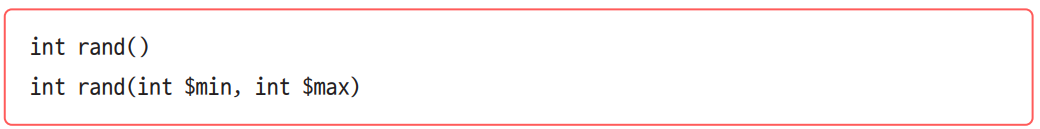 int rand()
int rand(int $min, int $max)